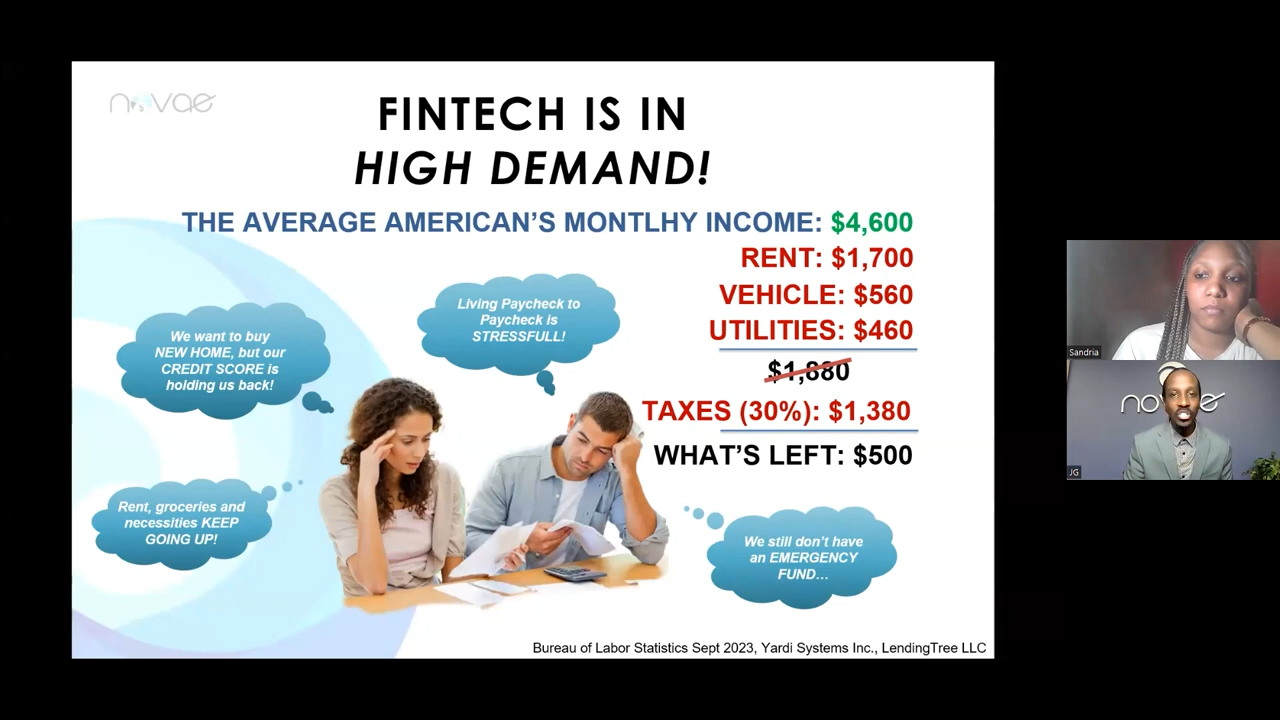 novae
FINTECH IS IN
HIGH DEMAND!
THE AVERAGE AMERICAN'S MONTLHY INCOME: $4,600
RENT: $1,700
VEHICLE: $560
UTILITIES: $460
$1,880
TAXES (30%): $1,380
WHAT'S LEFT: $500
We want to buy
NEW HOME, but our
CREDIT SCORE is
holding us back!
Living Paycheck to
Paycheck is
STRESSFULL!
Rent, groceries and
necessities KEEP
GOING UP!
We still don't have
an EMERGENCY
FUND...
Bureau of Labor Statistics Sept 2023, Yardi Systems Inc., LendingTree LLC
Sandria
novae
JG